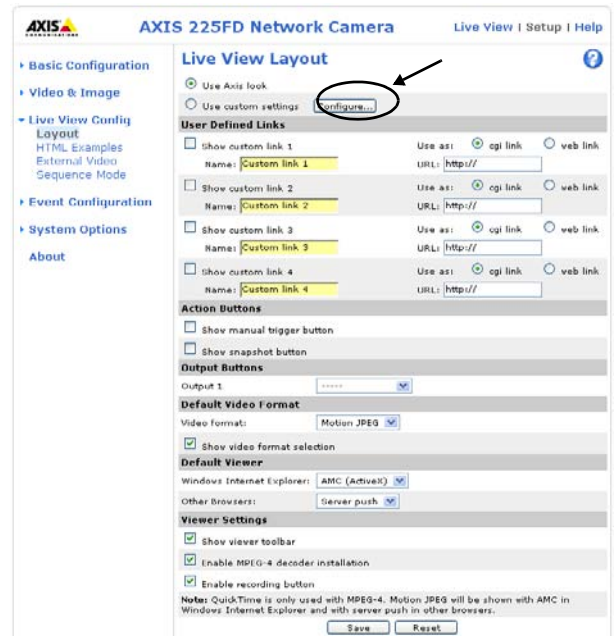 AXIS
COMMUNICATIONS
AXIS 225FD Network Camera
Live View | Setup | Help
Basic Configuration
Video & Image
Live View Config
Layout
HTML Examples
External Video
Sequence Mode
Event Configuration
System Options
About
Live View Layout
?
Use Axis look
Use custom settings Configure...
User Defined Links
Show custom link 1 Use as: cgi link web link
Name: Custom link 1 URL: http://
Show custom link 2 Use as: cgi link web link
Name: Custom link 2 URL: http://
Show custom link 3 Use as: cgi link web link
Name: Custom link 3 URL: http://
Show custom link 4 Use as: cgi link web link
Name: Custom link 4 URL: http://
Action Buttons
Show manual trigger button
Show snapshot button
Output Buttons
Output 1 -----
Default Video Format
Video format: Motion JPEG
Show video format selection
Default Viewer
Windows Internet Explorer: AMC (ActiveX)
Other Browsers: Server push
Viewer Settings
Show viewer toolbar
Enable MPEG-4 decoder installation
Enable recording button
Note: QuickTime is only used with MPEG-4. Motion JPEG will be shown with AMC in
Windows Internet Explorer and with server push in other browsers.
Save Reset